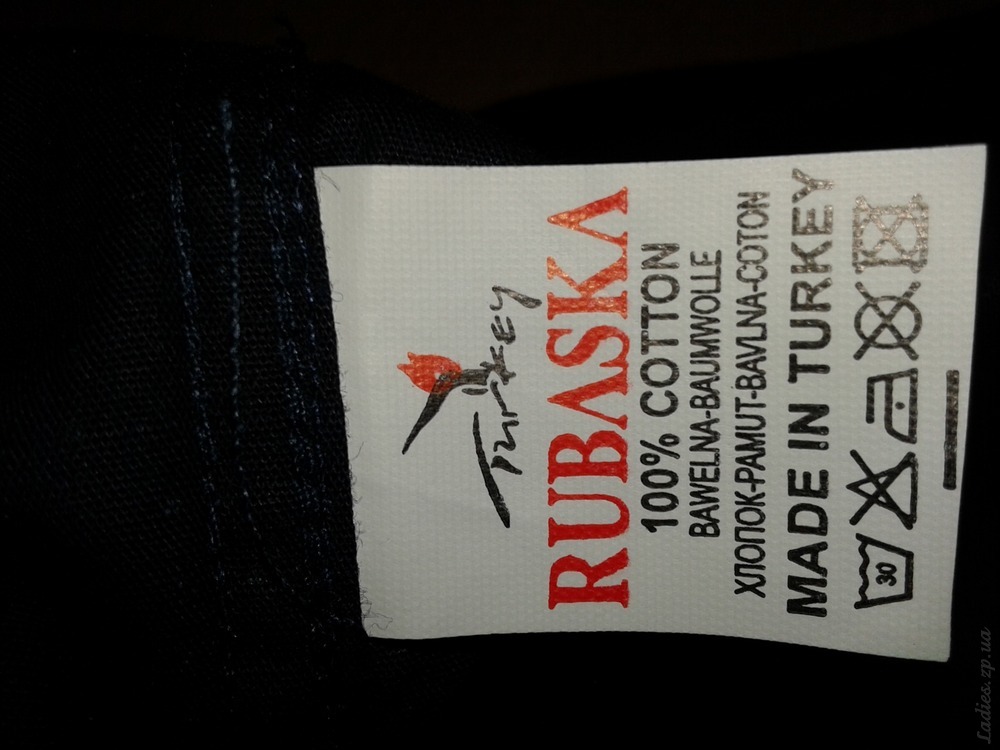 Turkey
RUBASKA
100% COTTON
BAWELNA-BAUMWOLLE
ХЛОПОК-PAMUT-BAVLNA-COTON
MADE IN TURKEY
30
Ladies.zp.ua